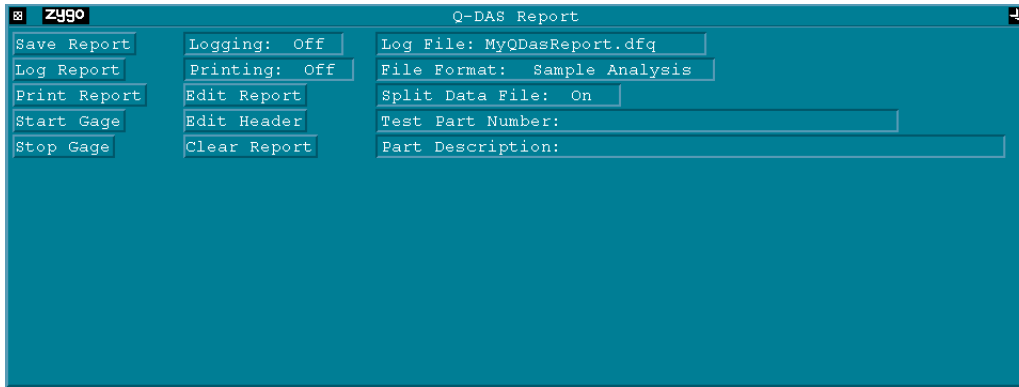 zygo Q-DAS Report
Save Report Logging: Off Log File: MyQDasReport.dfq
Log Report Printing: Off File Format: Sample Analysis
Print Report Edit Report Split Data File: On
Start Gage Edit Header Test Part Number:
Stop Gage Clear Report Part Description: